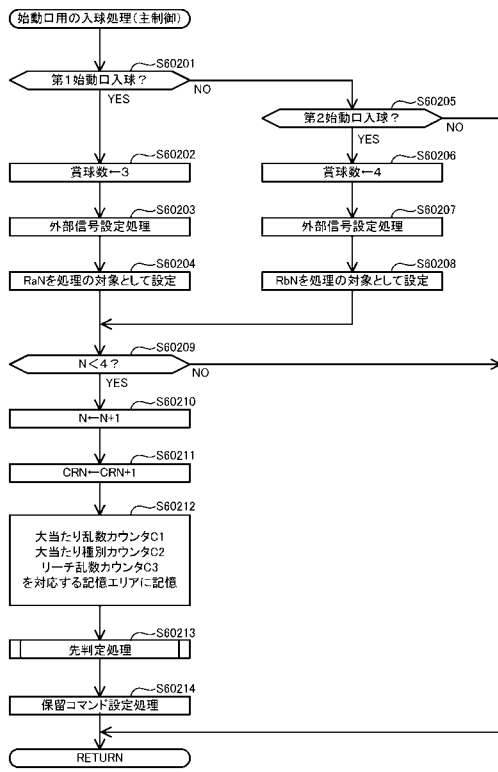 始動口用の入球処理(主制御)
S60201
第1始動口入球?
NO
YES
S60205
第2始動口入球?
NO
YES
S60202
賞球数←3
S60206
賞球数←4
S60203
外部信号設定処理
S60207
外部信号設定処理
S60204
RaNを処理の対象として設定
S60208
RbNを処理の対象として設定
S60209
N<4?
NO
YES
S60210
N←N+1
S60211
CRN←CRN+1
S60212
大当たり乱数カウンタC1
大当たり種別カウンタC2
リーチ乱数カウンタC3
を対応する記憶エリアに記憶
S60213
先判定処理
S60214
保留コマンド設定処理
RETURN